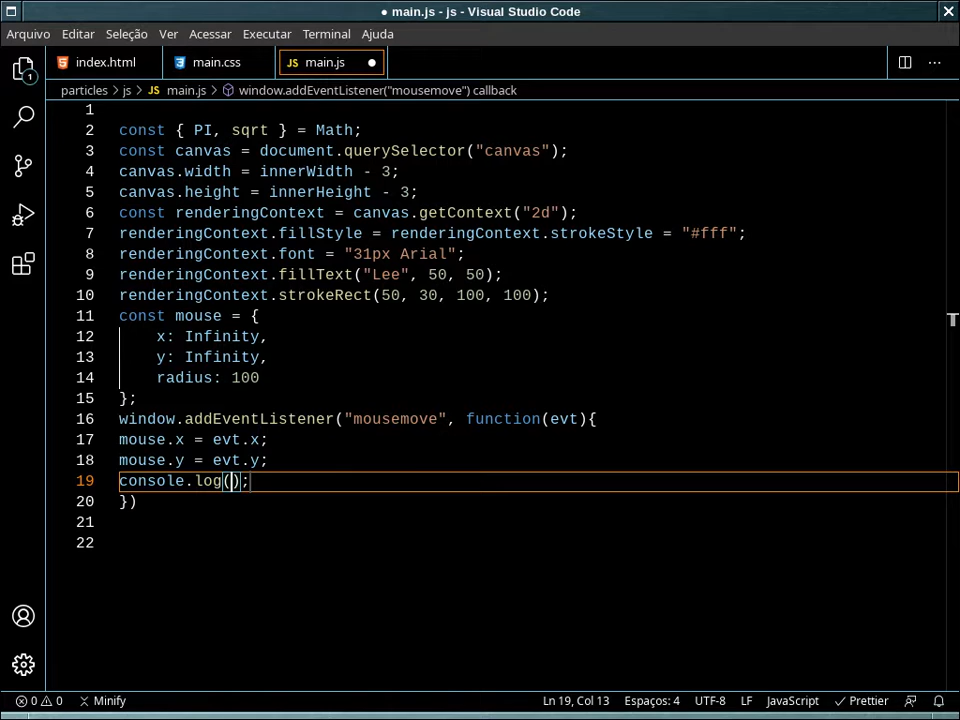 ● main.js - js - Visual Studio Code
Arquivo Editar Seleção Ver Acessar Executar Terminal Ajuda
index.html main.css JS main.js ●
particles > js > JS main.js > window.addEventListener("mousemove") callback
1
1
2 const { PI, sqrt } = Math;
3 const canvas = document.querySelector("canvas");
4 canvas.width = innerWidth - 3;
5 canvas.height = innerHeight - 3;
6 const renderingContext = canvas.getContext("2d");
7 renderingContext.fillStyle = renderingContext.strokeStyle = "#fff";
8 renderingContext.font = "31px Arial";
9 renderingContext.fillText("Lee", 50, 50);
10 renderingContext.strokeRect(50, 30, 100, 100);
11 const mouse = {
12 x: Infinity,
13 y: Infinity,
14 radius: 100
15 };
16 window.addEventListener("mousemove", function(evt){
17 mouse.x = evt.x;
18 mouse.y = evt.y;
19 console.log();
20 })
21
22
0 0 Minify Ln 19, Col 13 Espaços: 4 UTF-8 LF JavaScript Prettier